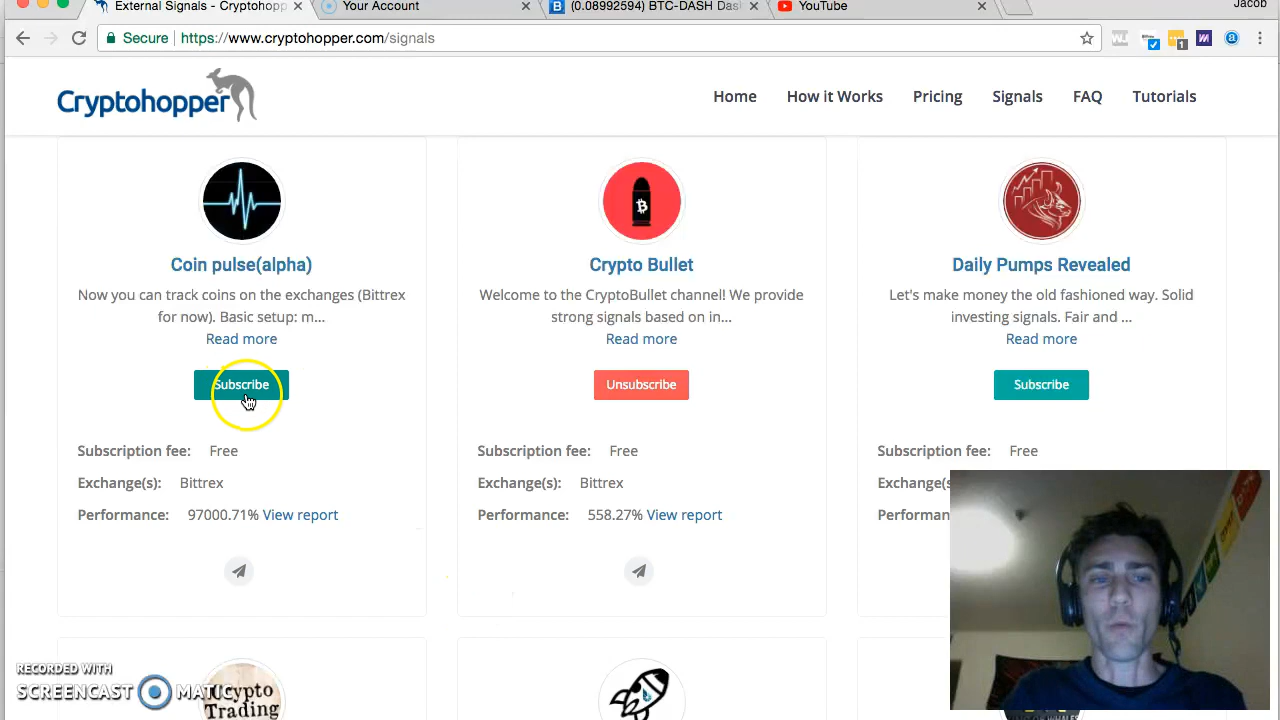 External Signals - Cryptohopp
Your Account
(0.08992594) BTC-DASH Das
YouTube
Jacob
Secure
https://www.cryptohopper.com/signals
1
Cryptohopper
Home
How it Works
Pricing
Signals
FAQ
Tutorials
Coin pulse(alpha)
Now you can track coins on the exchanges (Bittrex
for now). Basic setup: m...
Read more
Subscribe
Subscription fee: Free
Exchange(s): Bittrex
Performance: 97000.71% View report
Crypto Bullet
Welcome to the CryptoBullet channel! We provide
strong signals based on in...
Read more
Unsubscribe
Subscription fee: Free
Exchange(s): Bittrex
Performance: 558.27% View report
Daily Pumps Revealed
Let's make money the old fashioned way. Solid
investing signals. Fair and ...
Read more
Subscribe
Subscription fee: Free
Exchange(s):
Performan
Crypto
Trading
RECORDED WITH
SCREENCAST MATIC